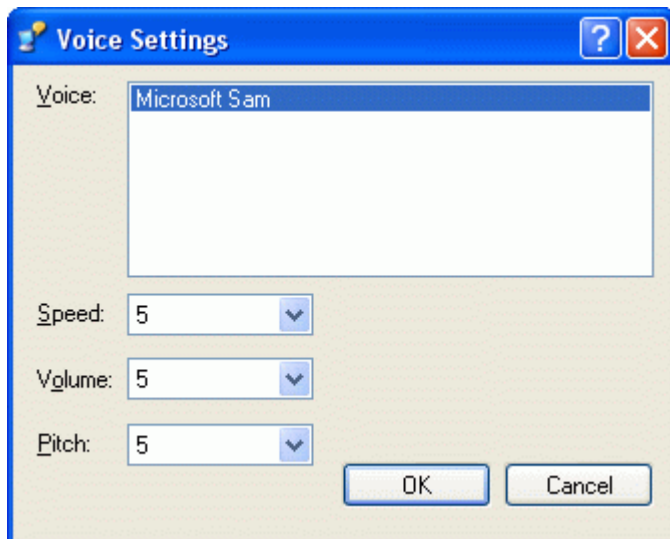 Voice Settings
Voice:
Microsoft Sam
Speed: 5
Volume: 5
Pitch: 5
OK Cancel